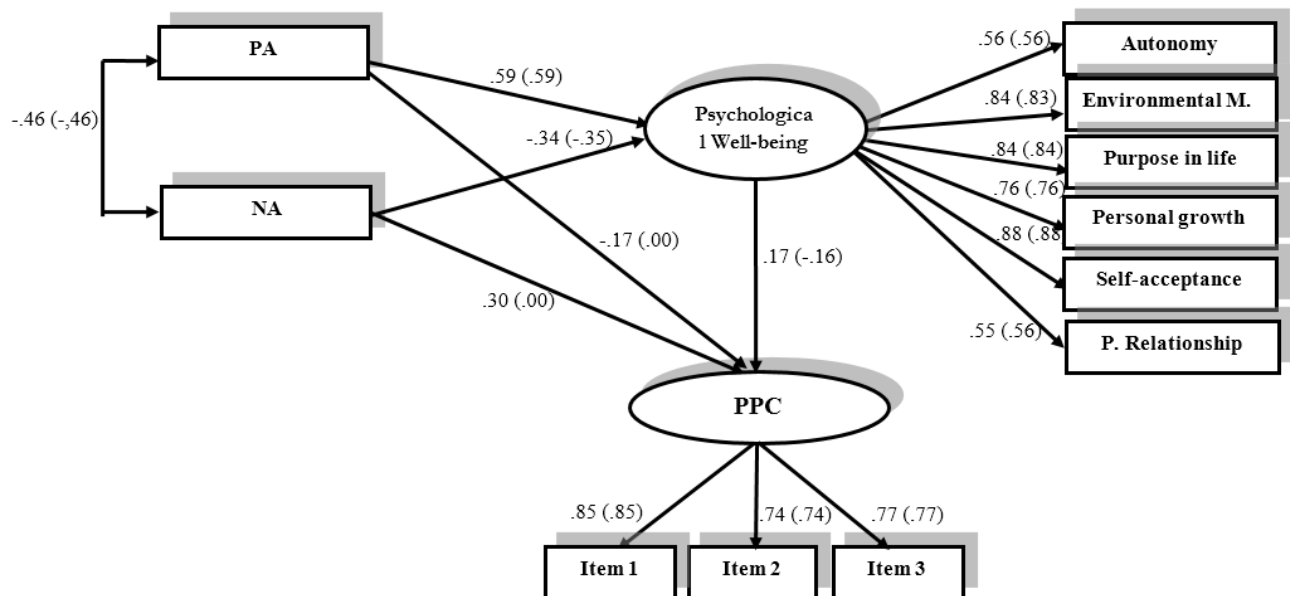 PA
.59 (.59)
-.46 (-,46)
-.34 (-.35)
NA
-.17 (.00)
.30 (.00)
Psychologica
l Well-being
.17 (-.16)
.56 (.56)
Autonomy
.84 (.83)
Environmental M.
.84 (.84)
Purpose in life
.76 (.76)
Personal growth
.88 (.88
Self-acceptance
.55 (.56)
P. Relationship
PPC
.85 (.85)
.74 (.74)
.77 (.77)
Item 1
Item 2
Item 3